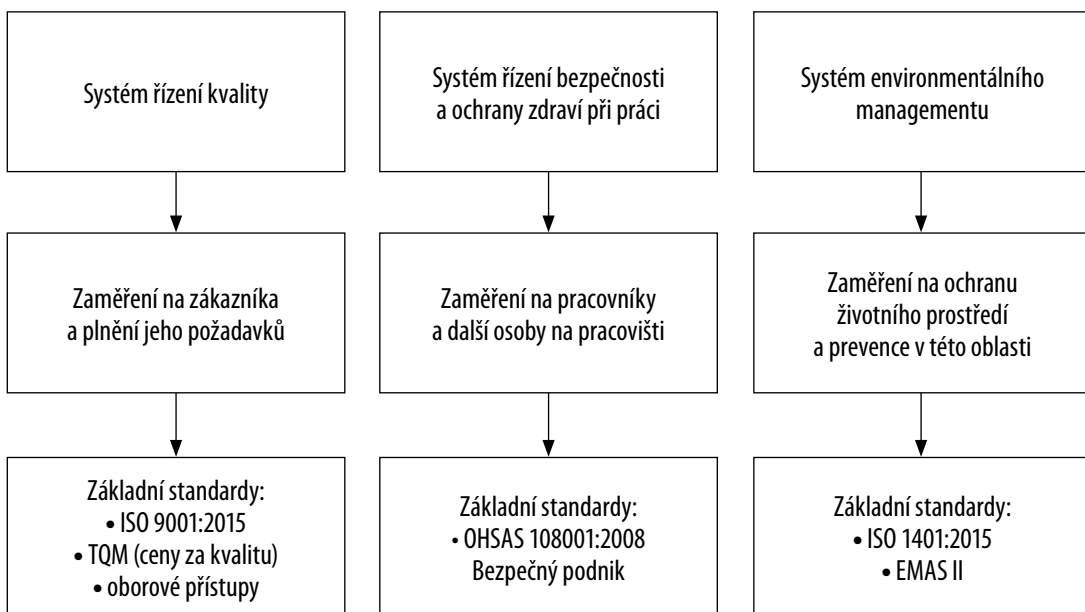 Systém řízení kvality
Systém řízení bezpečnosti
a ochrany zdraví při práci
Systém environmentálního
managementu
Zaměření na zákazníka
a plnění jeho požadavků
Zaměření na pracovníky
a další osoby na pracovišti
Zaměření na ochranu
životního prostředí
a prevence v této oblasti
Základní standardy:
• ISO 9001:2015
• TQM (ceny za kvalitu)
• oborové přístupy
Základní standardy:
• OHSAS 108001:2008
Bezpečný podnik
Základní standardy:
• ISO 1401:2015
• EMAS II